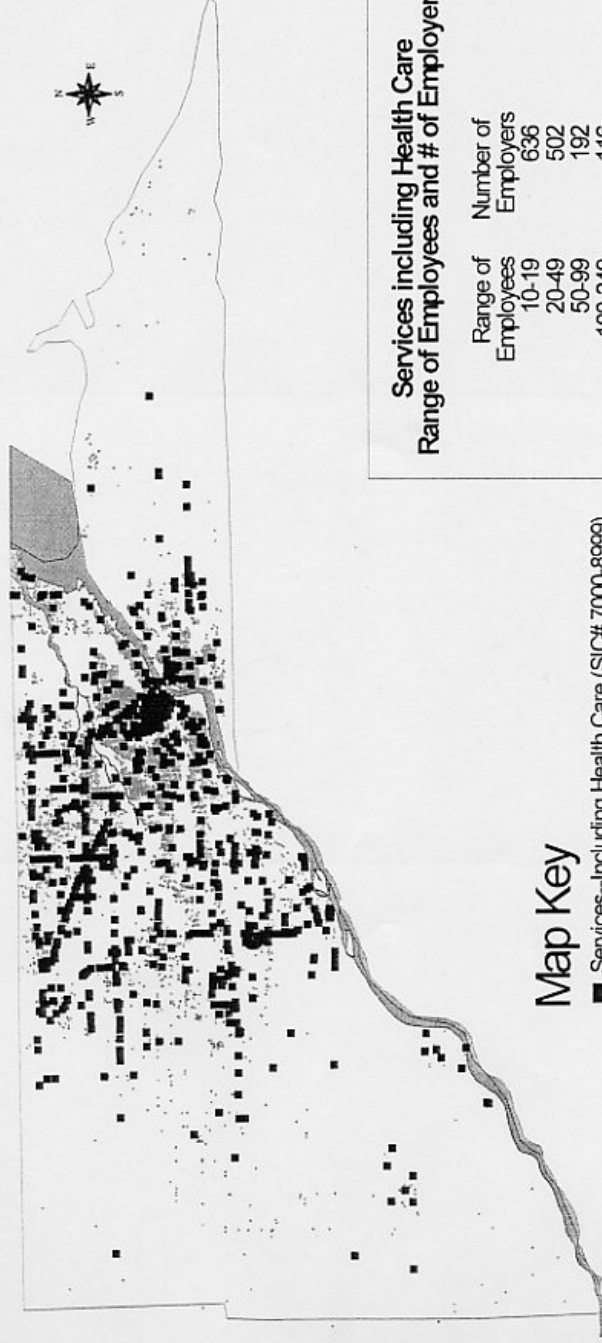 N
W E
S
Services including Health Care
Range of Employees and # of Employer
Range of Number of
Employees Employers
10-19 636
20-49 502
50-99 192
Map Key
Services--Including Health Care (SIC# 7000-8999)